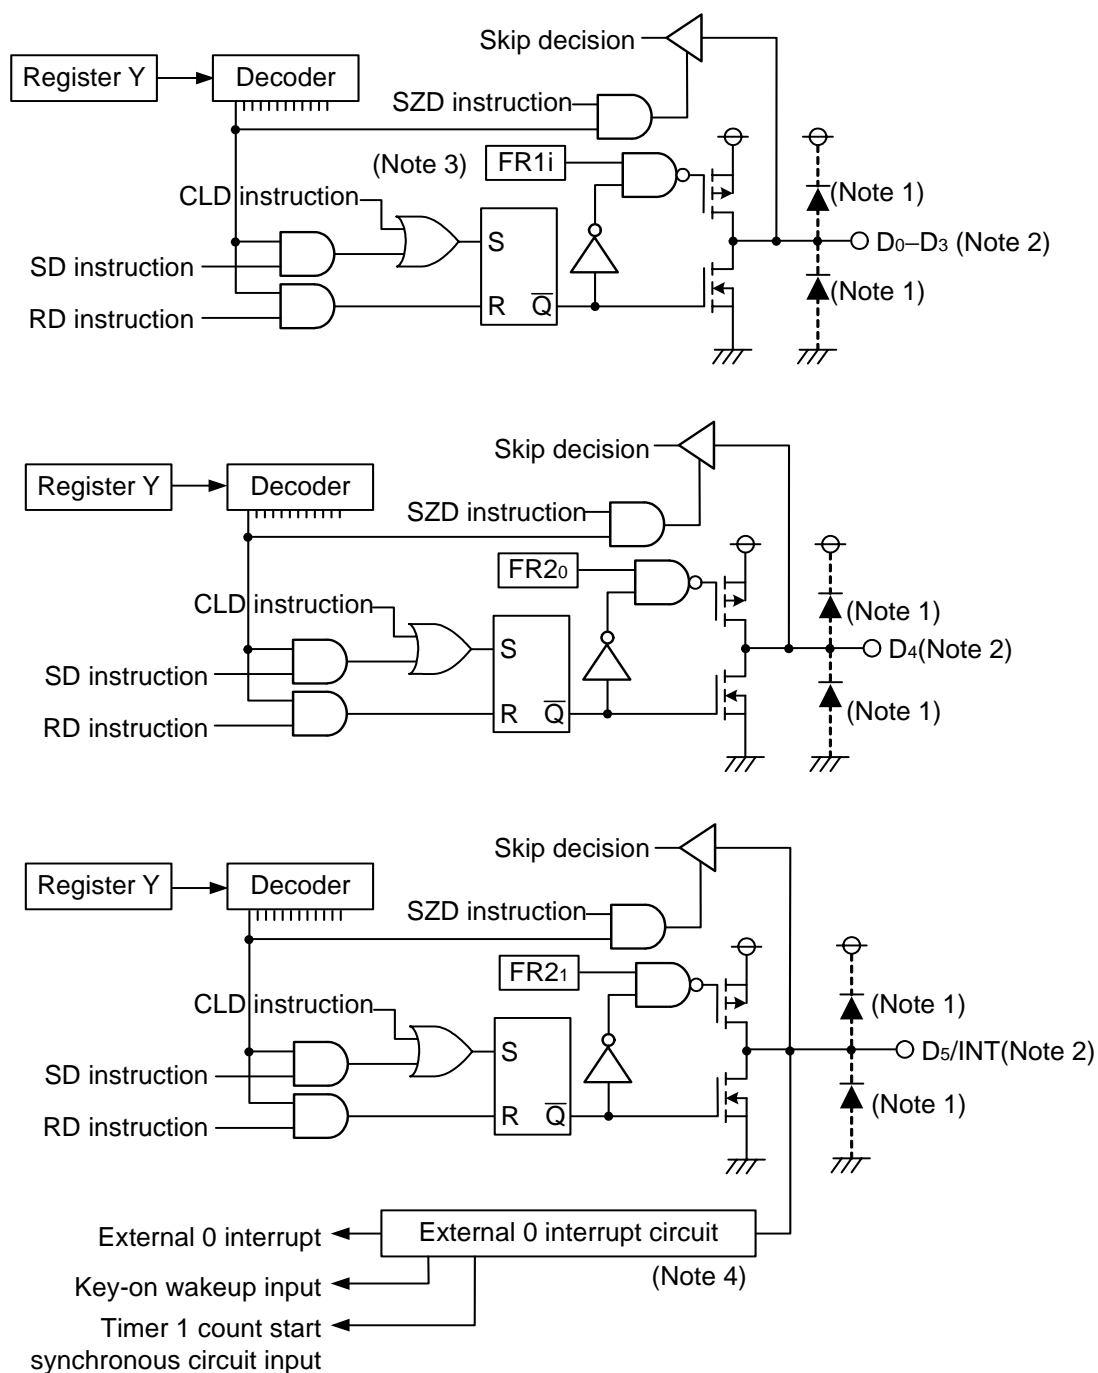 Skip decision
Register Y
Decoder
SZD instruction
(Note 3)
FR1i
(Note 1)
CLD instruction
S
D0–D3 (Note 2)
SD instruction
(Note 1)
R
Q
RD instruction
Skip decision
Register Y
Decoder
SZD instruction
FR20
CLD instruction
(Note 1)
S
D4(Note 2)
SD instruction
(Note 1)
R
Q
RD instruction
Skip decision
Register Y
Decoder
SZD instruction
FR21
CLD instruction
(Note 1)
S
D5/INT(Note 2)
SD instruction
(Note 1)
R
Q
RD instruction
External 0 interrupt
External 0 interrupt circuit
(Note 4)
Key-on wakeup input
Timer 1 count start
synchronous circuit input